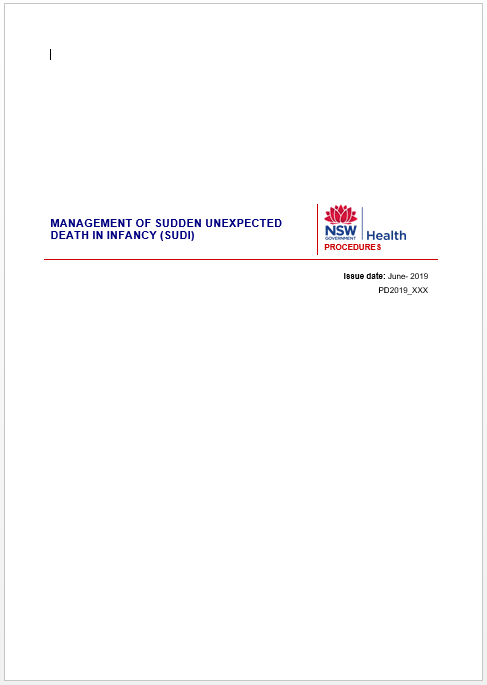 MANAGEMENT OF SUDDEN UNEXPECTED
DEATH IN INFANCY (SUDI)
NSW
GOVERNMENT
Health
PROCEDURES
Issue date: June- 2019
PD2019_XXX